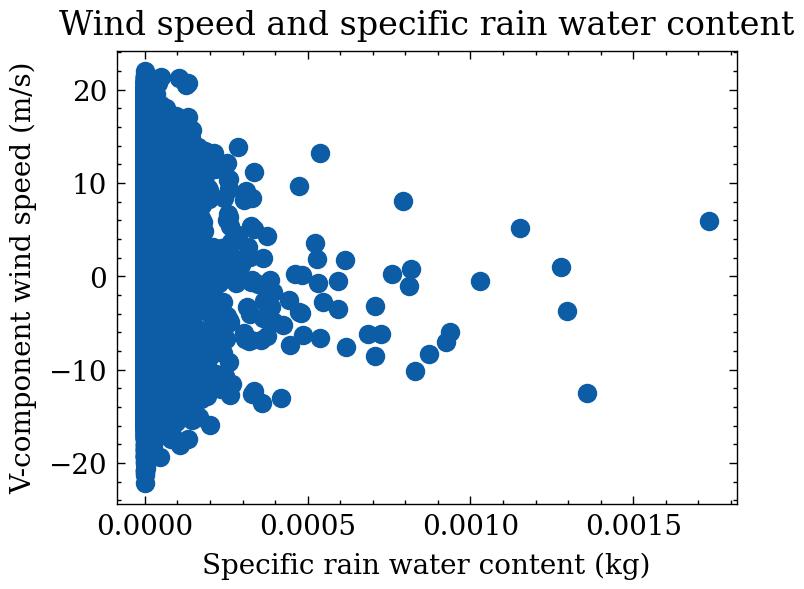 Wind speed and specific rain water content
V-component wind speed (m/s)
20
10
0
−10
−20
0.0000 0.0005 0.0010 0.0015
Specific rain water content (kg)